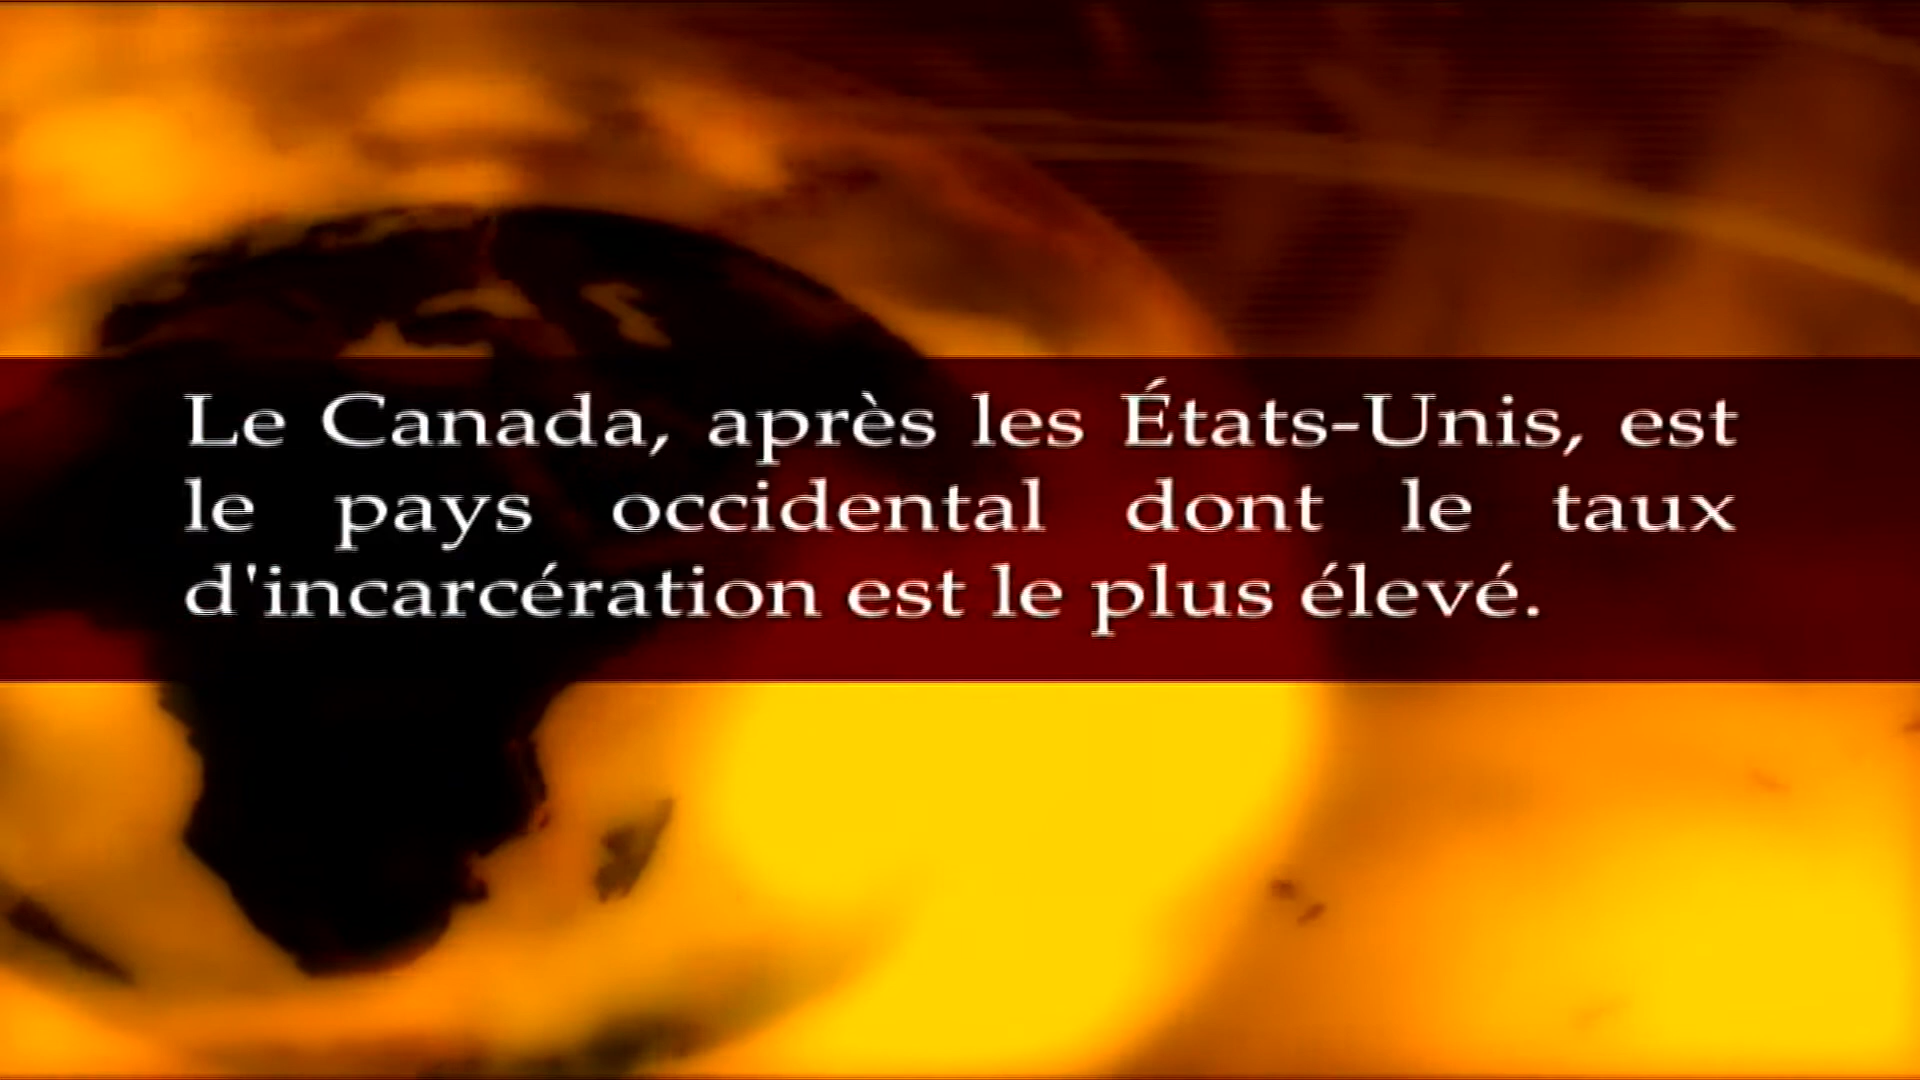 Le Canada, après les États-Unis, est
le pays occidental dont le taux
d'incarcération est le plus élevé.